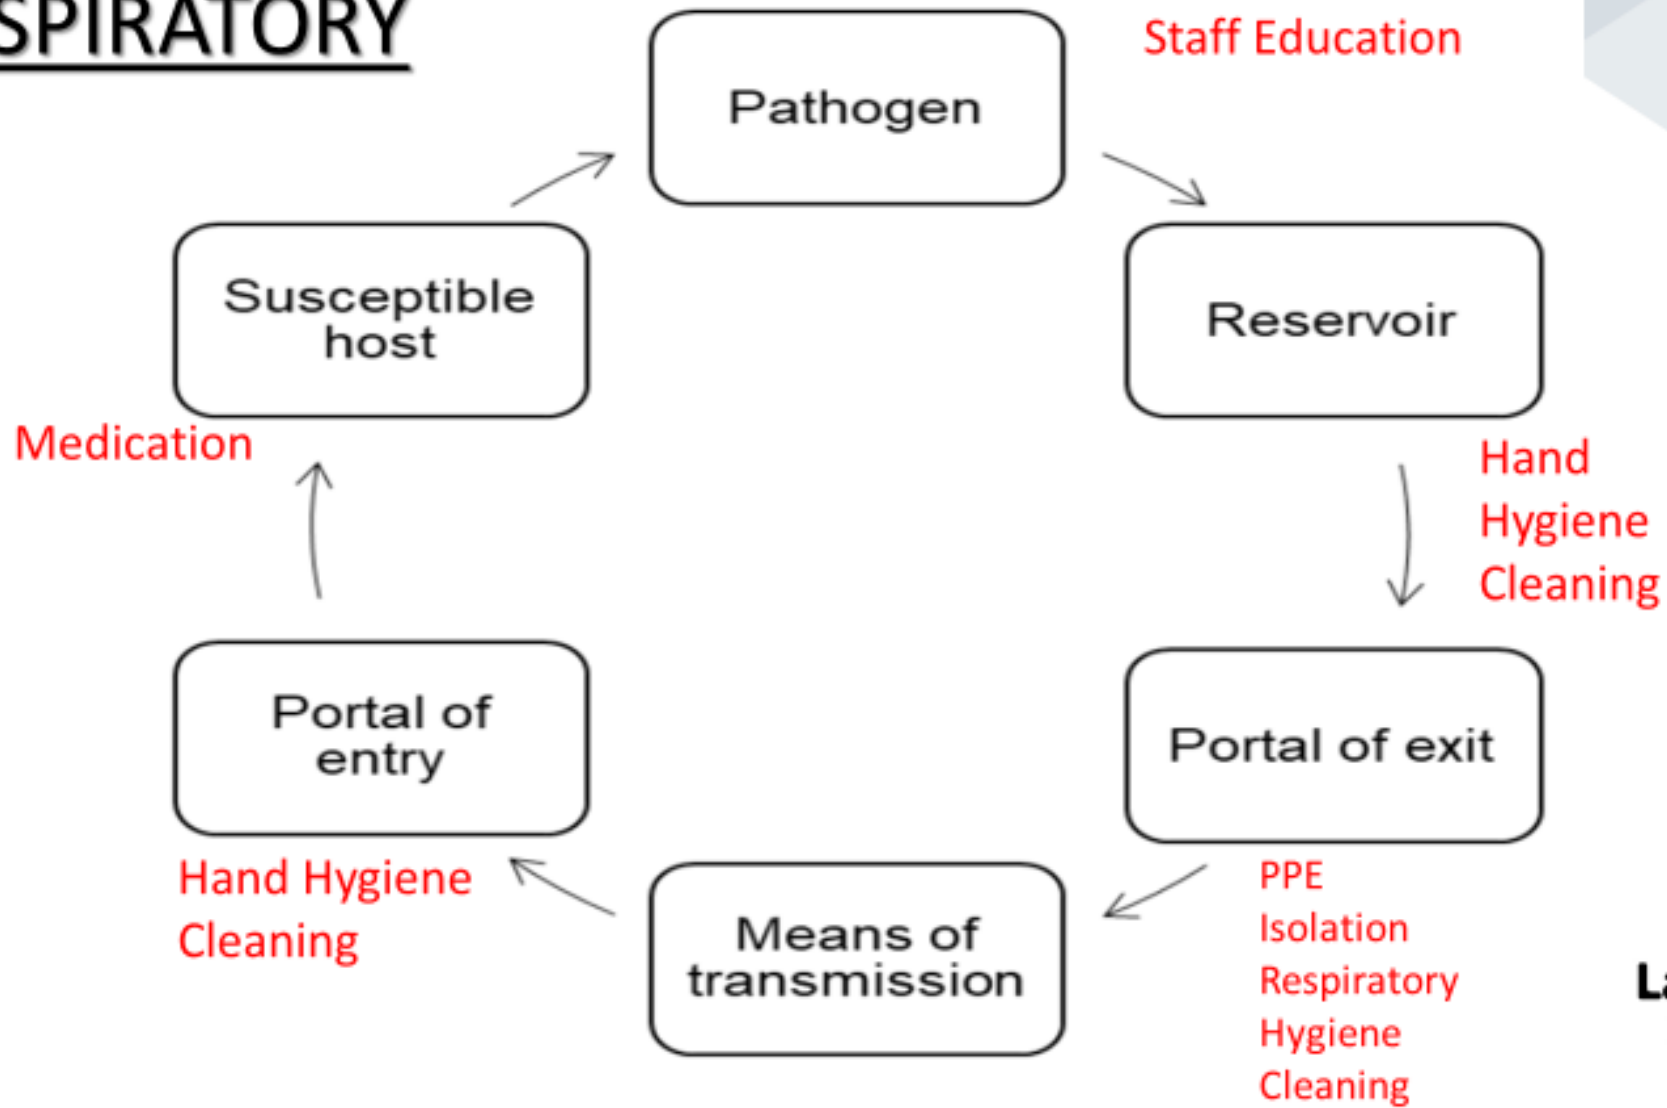 SPIRATORY
Staff Education
Pathogen
Susceptible
host
Reservoir
Medication
Hand
Hygiene
Cleaning
Portal of
entry
Portal of exit
Hand Hygiene
Cleaning
Means of
transmission
PPE
Isolation
Respiratory
Hygiene
Cleaning
La